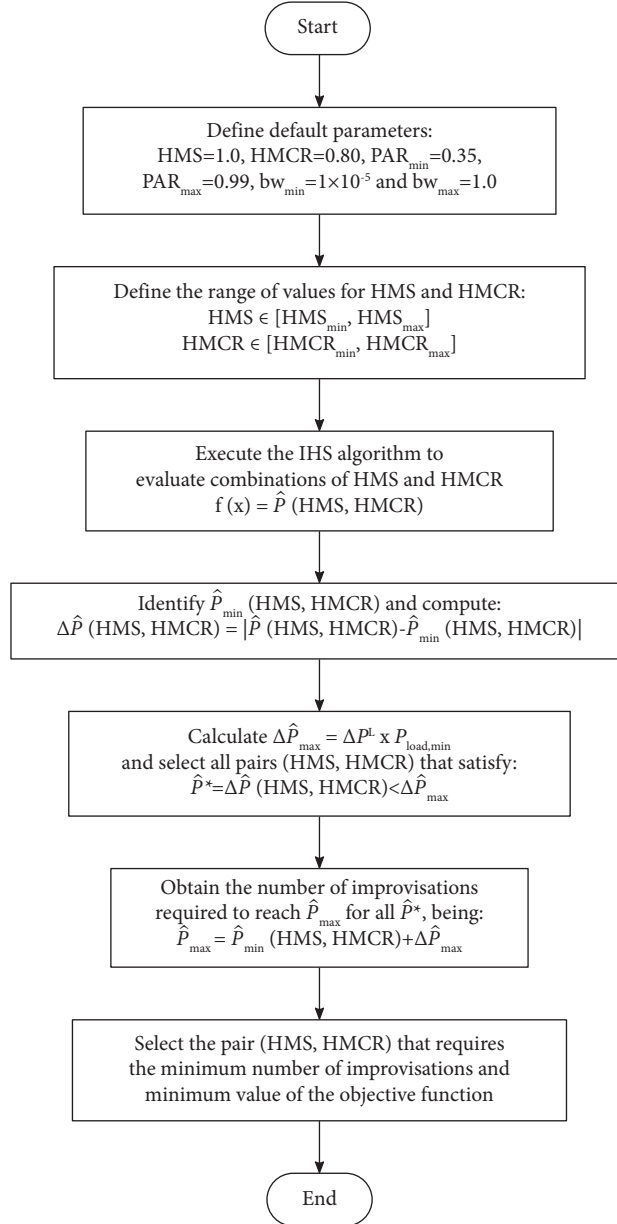 Start
Define default parameters:
HMS=1.0, HMCR=0.80, PAR_min=0.35,
PAR_max=0.99, bw_min=1×10^-5 and bw_max=1.0
Define the range of values for HMS and HMCR:
HMS ∈ [HMS_min, HMS_max]
HMCR ∈ [HMCR_min, HMCR_max]
Execute the IHS algorithm to
evaluate combinations of HMS and HMCR
f (x) = P̂ (HMS, HMCR)
Identify P̂_min (HMS, HMCR) and compute:
ΔP̂ (HMS, HMCR) = |P̂ (HMS, HMCR)-P̂_min (HMS, HMCR)|
Calculate ΔP̂_max = ΔP^L x P_load,min
and select all pairs (HMS, HMCR) that satisfy:
P̂*=ΔP̂ (HMS, HMCR)<ΔP̂_max
Obtain the number of improvisations
required to reach P̂_max for all P̂*, being:
P̂_max = P̂_min (HMS, HMCR)+ΔP̂_max
Select the pair (HMS, HMCR) that requires
the minimum number of improvisations and
minimum value of the objective function
End